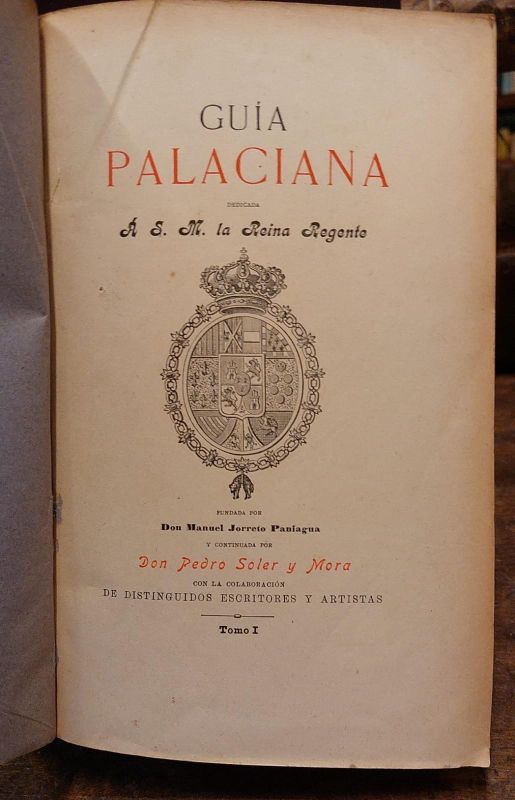 GUÍA
PALACIANA
DEDICADA
Á S. M. la Reina Regente
FUNDADA POR
Don Manuel Jorreto Paniagua
Y CONTINUADA POR
Don Pedro Soler y Mora
CON LA COLABORACIÓN
DE DISTINGUIDOS ESCRITORES Y ARTISTAS
Tomo I